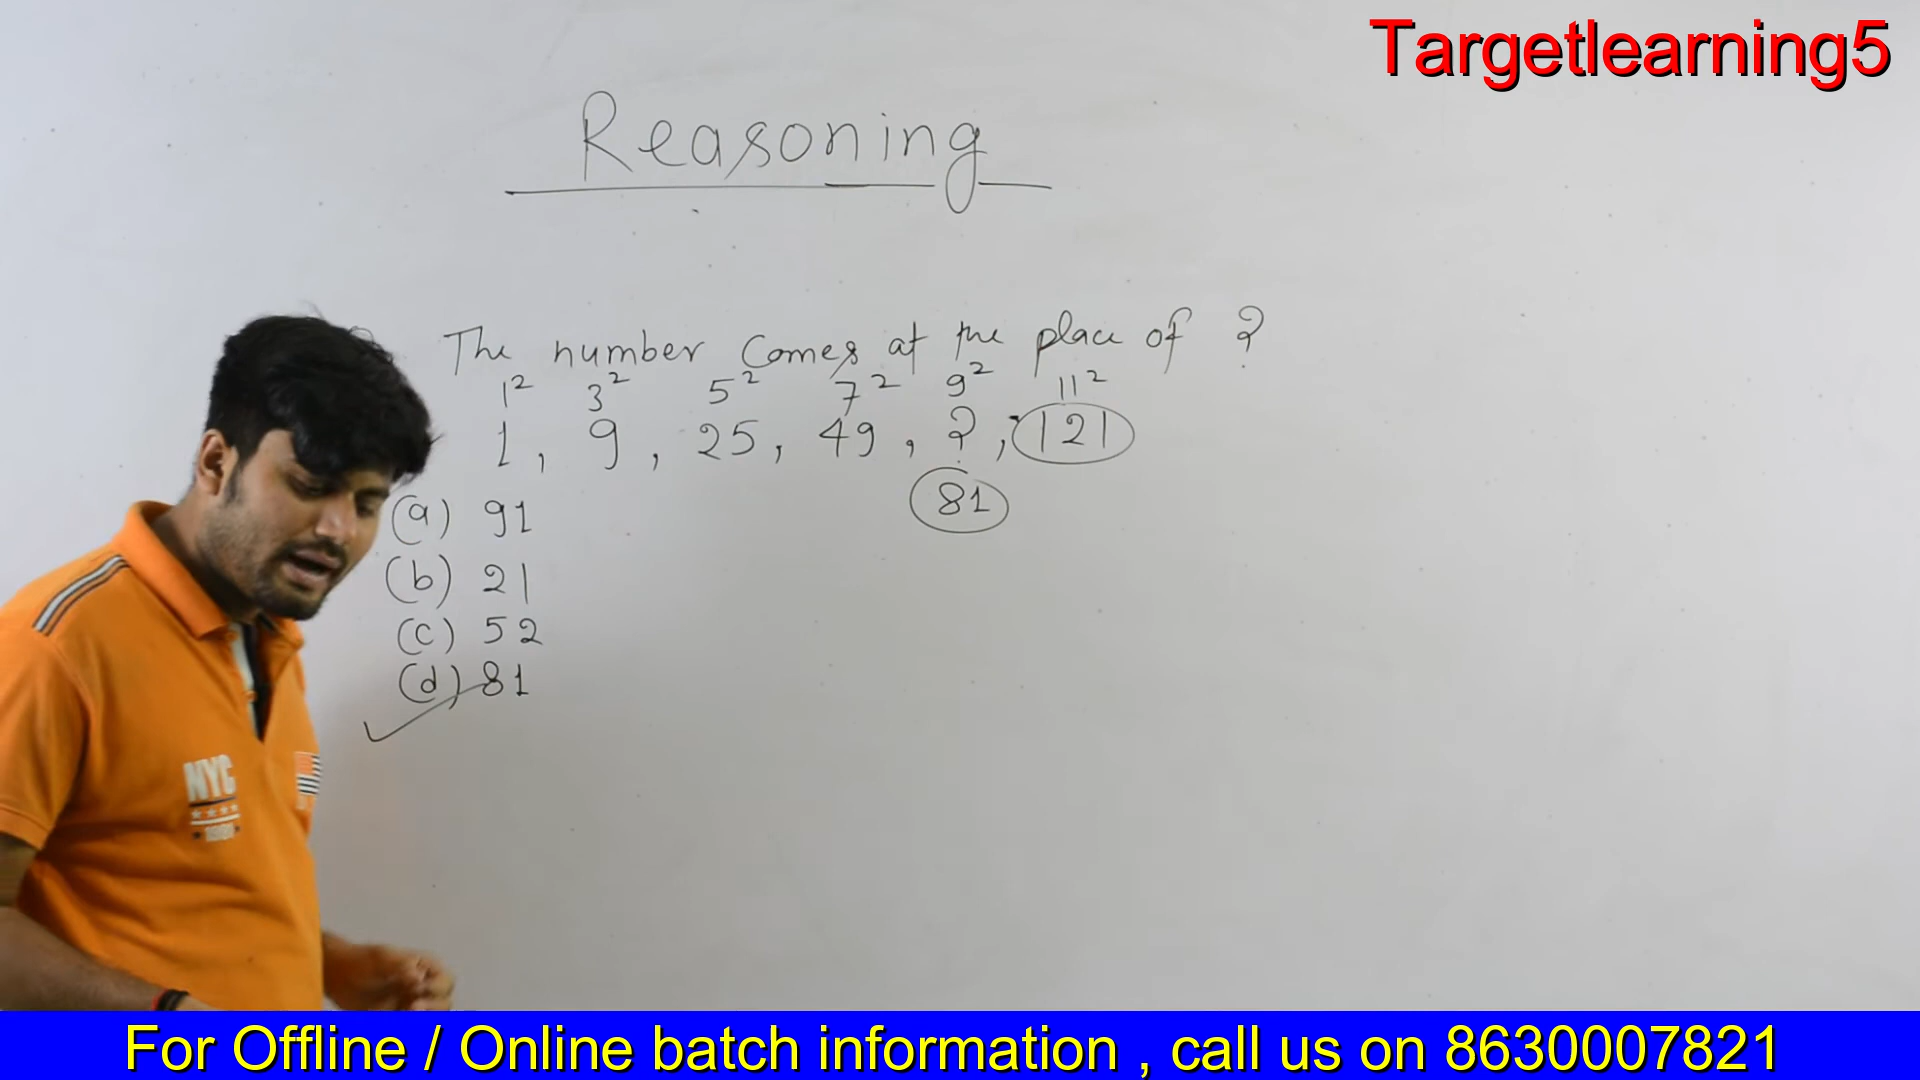 Targetlearning5
Reasoning
The number Comes at the place of ?
1² 3² 5² 7² 9² 11²
1, 9, 25, 49, ?, 121
81
(a) 91
(b) 21
(c) 52
(d) 81
NYC
For Offline / Online batch information , call us on 8630007821